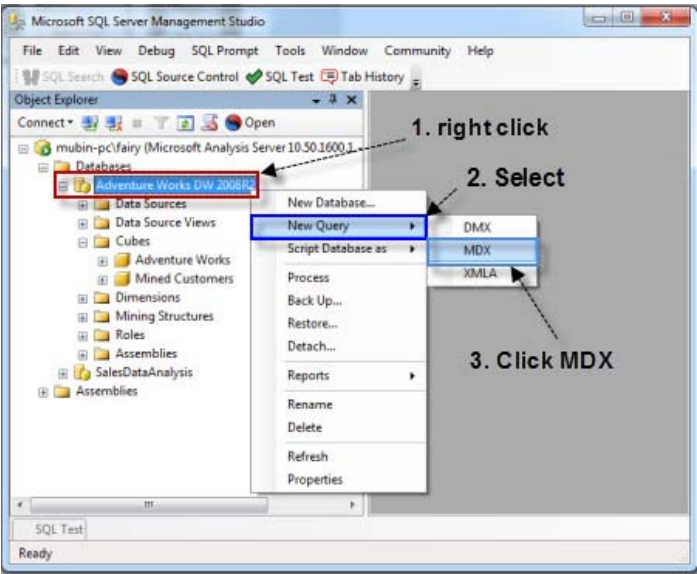 Microsoft SQL Server Management Studio
File Edit View Debug SQL Prompt Tools Window Community Help
SQL Search SQL Source Control SQL Test Tab History
Object Explorer
Connect Open
mubin-pc\fairy (Microsoft Analysis Server 10.50.1600.1
Databases
Adventure Works DW 2008R2
Data Sources
Data Source Views
Cubes
Adventure Works
Mined Customers
Dimensions
Mining Structures
Roles
Assemblies
SalesDataAnalysis
Assemblies
1. right click
2. Select
New Database...
New Query
Script Database as
Process
Back Up...
Restore...
Detach...
Reports
Rename
Delete
Refresh
Properties
DMX
MDX
XMLA
3. Click MDX
SQL Test
Ready